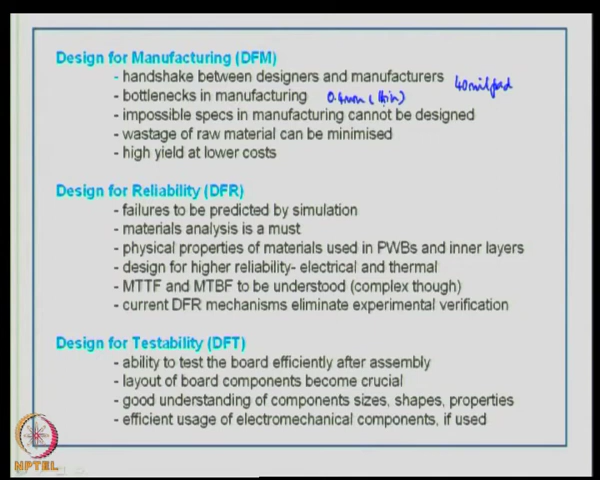 Design for Manufacturing (DFM)
- handshake between designers and manufacturers 40 mil pad
- bottlenecks in manufacturing 0.4mm
- impossible specs in manufacturing cannot be designed
- wastage of raw material can be minimised
- high yield at lower costs
Design for Reliability (DFR)
- failures to be predicted by simulation
- materials analysis is a must
- physical properties of materials used in PWBs and inner layers
- design for higher reliability- electrical and thermal
- MTTF and MTBF to be understood (complex though)
- current DFR mechanisms eliminate experimental verification
Design for Testability (DFT)
- ability to test the board efficiently after assembly
- layout of board components become crucial
- good understanding of components sizes, shapes, properties
- efficient usage of electromechanical components, if used
NPTEL